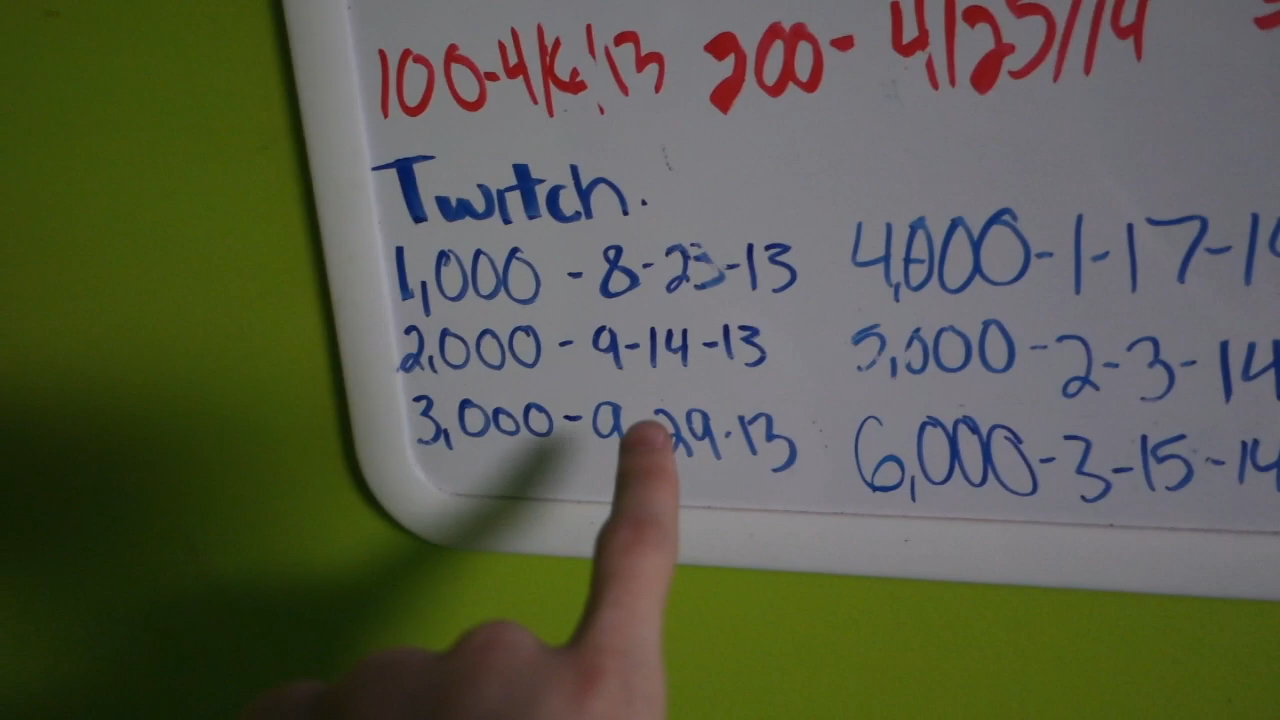 100-4/6/13 200- 4/25/14
Twitch.
1,000 -8-23-13 4,000-1-17-14
2,000 - 9-14-13 5,000-2-3-14
3,000-9-29-13 6,000-3-15-14